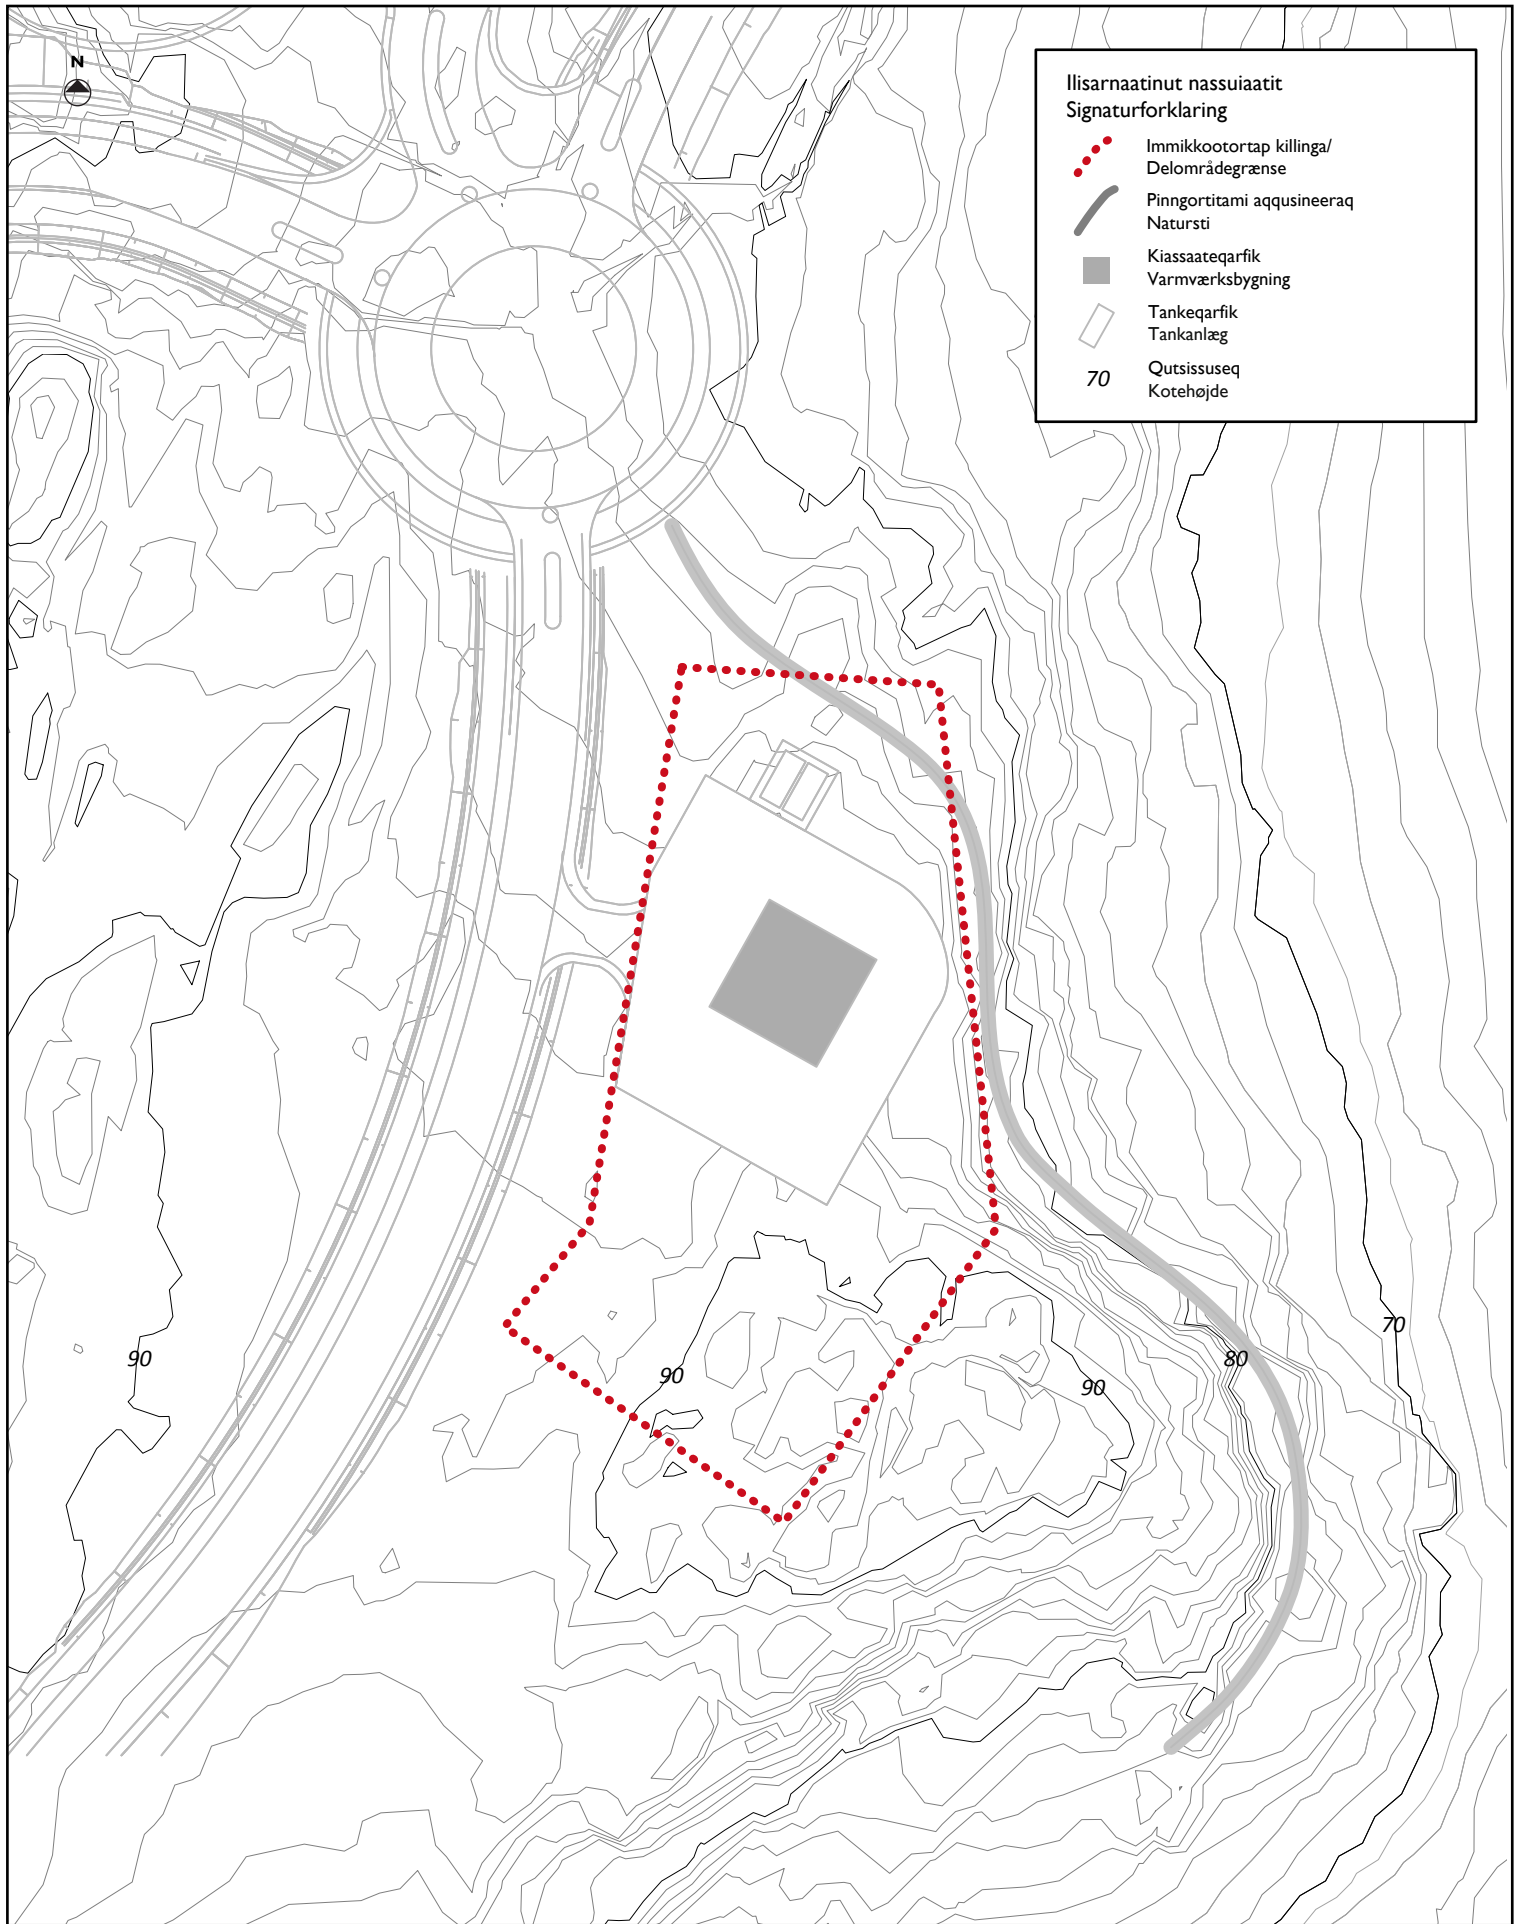 N
Ilisarnaatinut nassuiaatit
Signaturforklaring
Immikkootortap killinga/
Delområdegrænse
Pinngortitami aqqusineeraq
Natursti
Kiassaateqarfik
Varmværksbygning
Tankeqarfik
Tankanlæg
70
Qutsissuseq
Kotehøjde
70
90
80
90
90